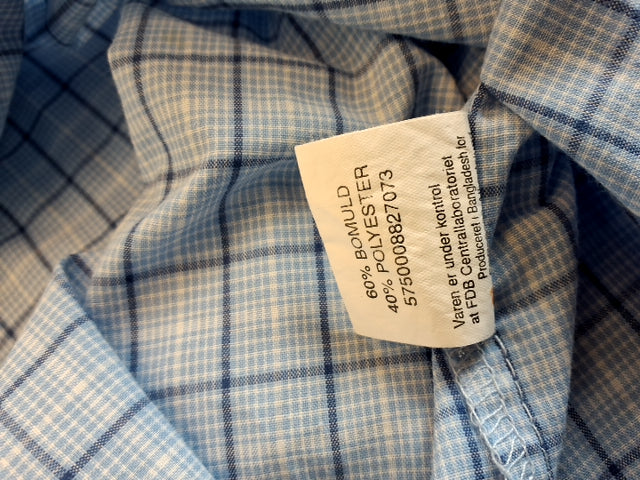 60% BOMULD
40% POLYESTER
5750008827073
Varen er under kontrol
at FDB Centrallaboratoriet
Produceret i Bangladesh for